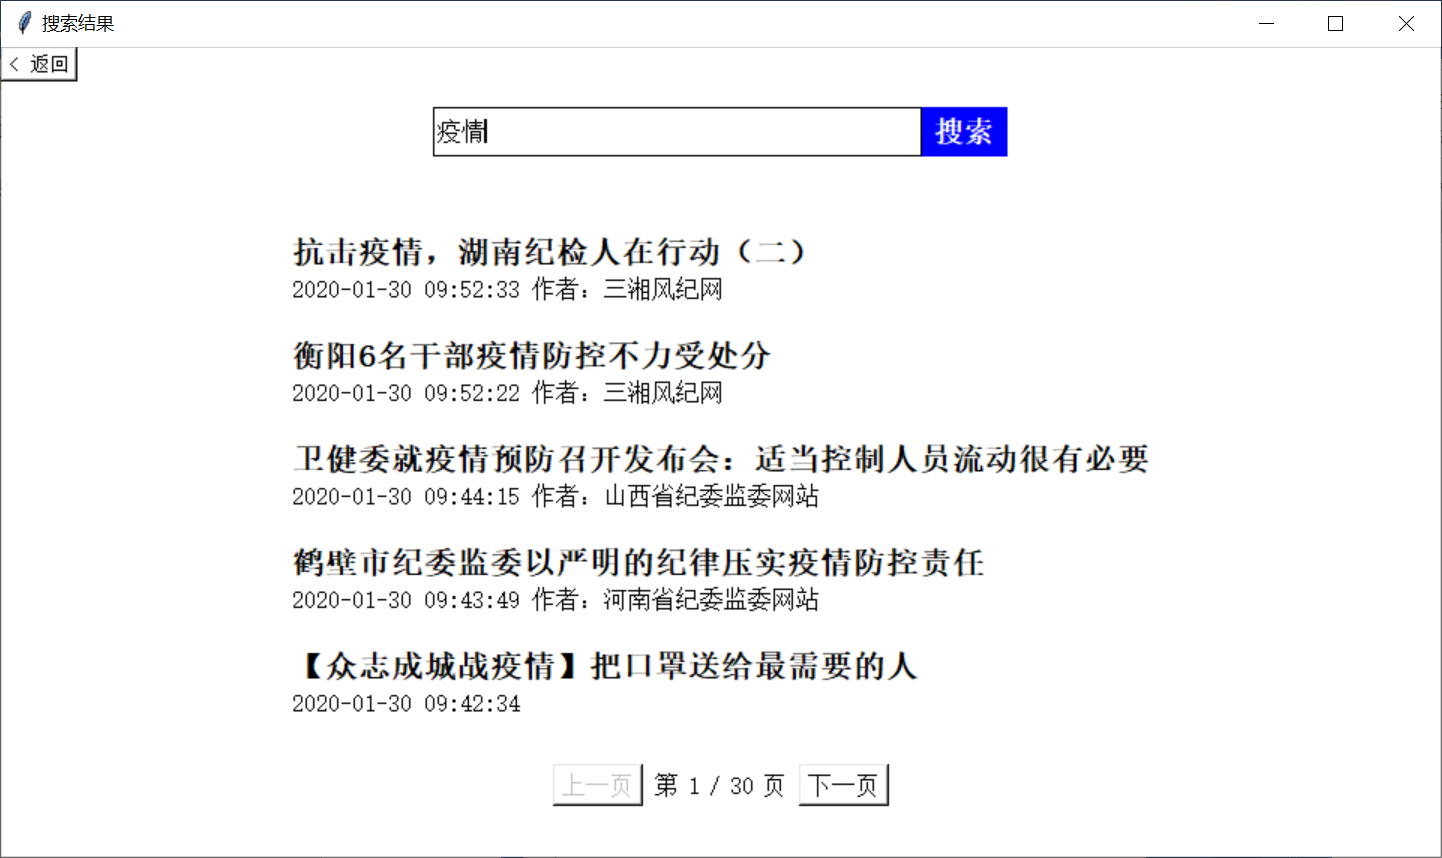 搜索结果
< 返回
疫情
搜索
抗击疫情，湖南纪检人在行动（二）
2020-01-30 09:52:33 作者：三湘风纪网
衡阳6名干部疫情防控不力受处分
2020-01-30 09:52:22 作者：三湘风纪网
卫健委就疫情预防召开发布会：适当控制人员流动很有必要
2020-01-30 09:44:15 作者：山西省纪委监委网站
鹤壁市纪委监委以严明的纪律压实疫情防控责任
2020-01-30 09:43:49 作者：河南省纪委监委网站
【众志成城战疫情】把口罩送给最需要的人
2020-01-30 09:42:34
上一页 第 1 / 30 页 下一页